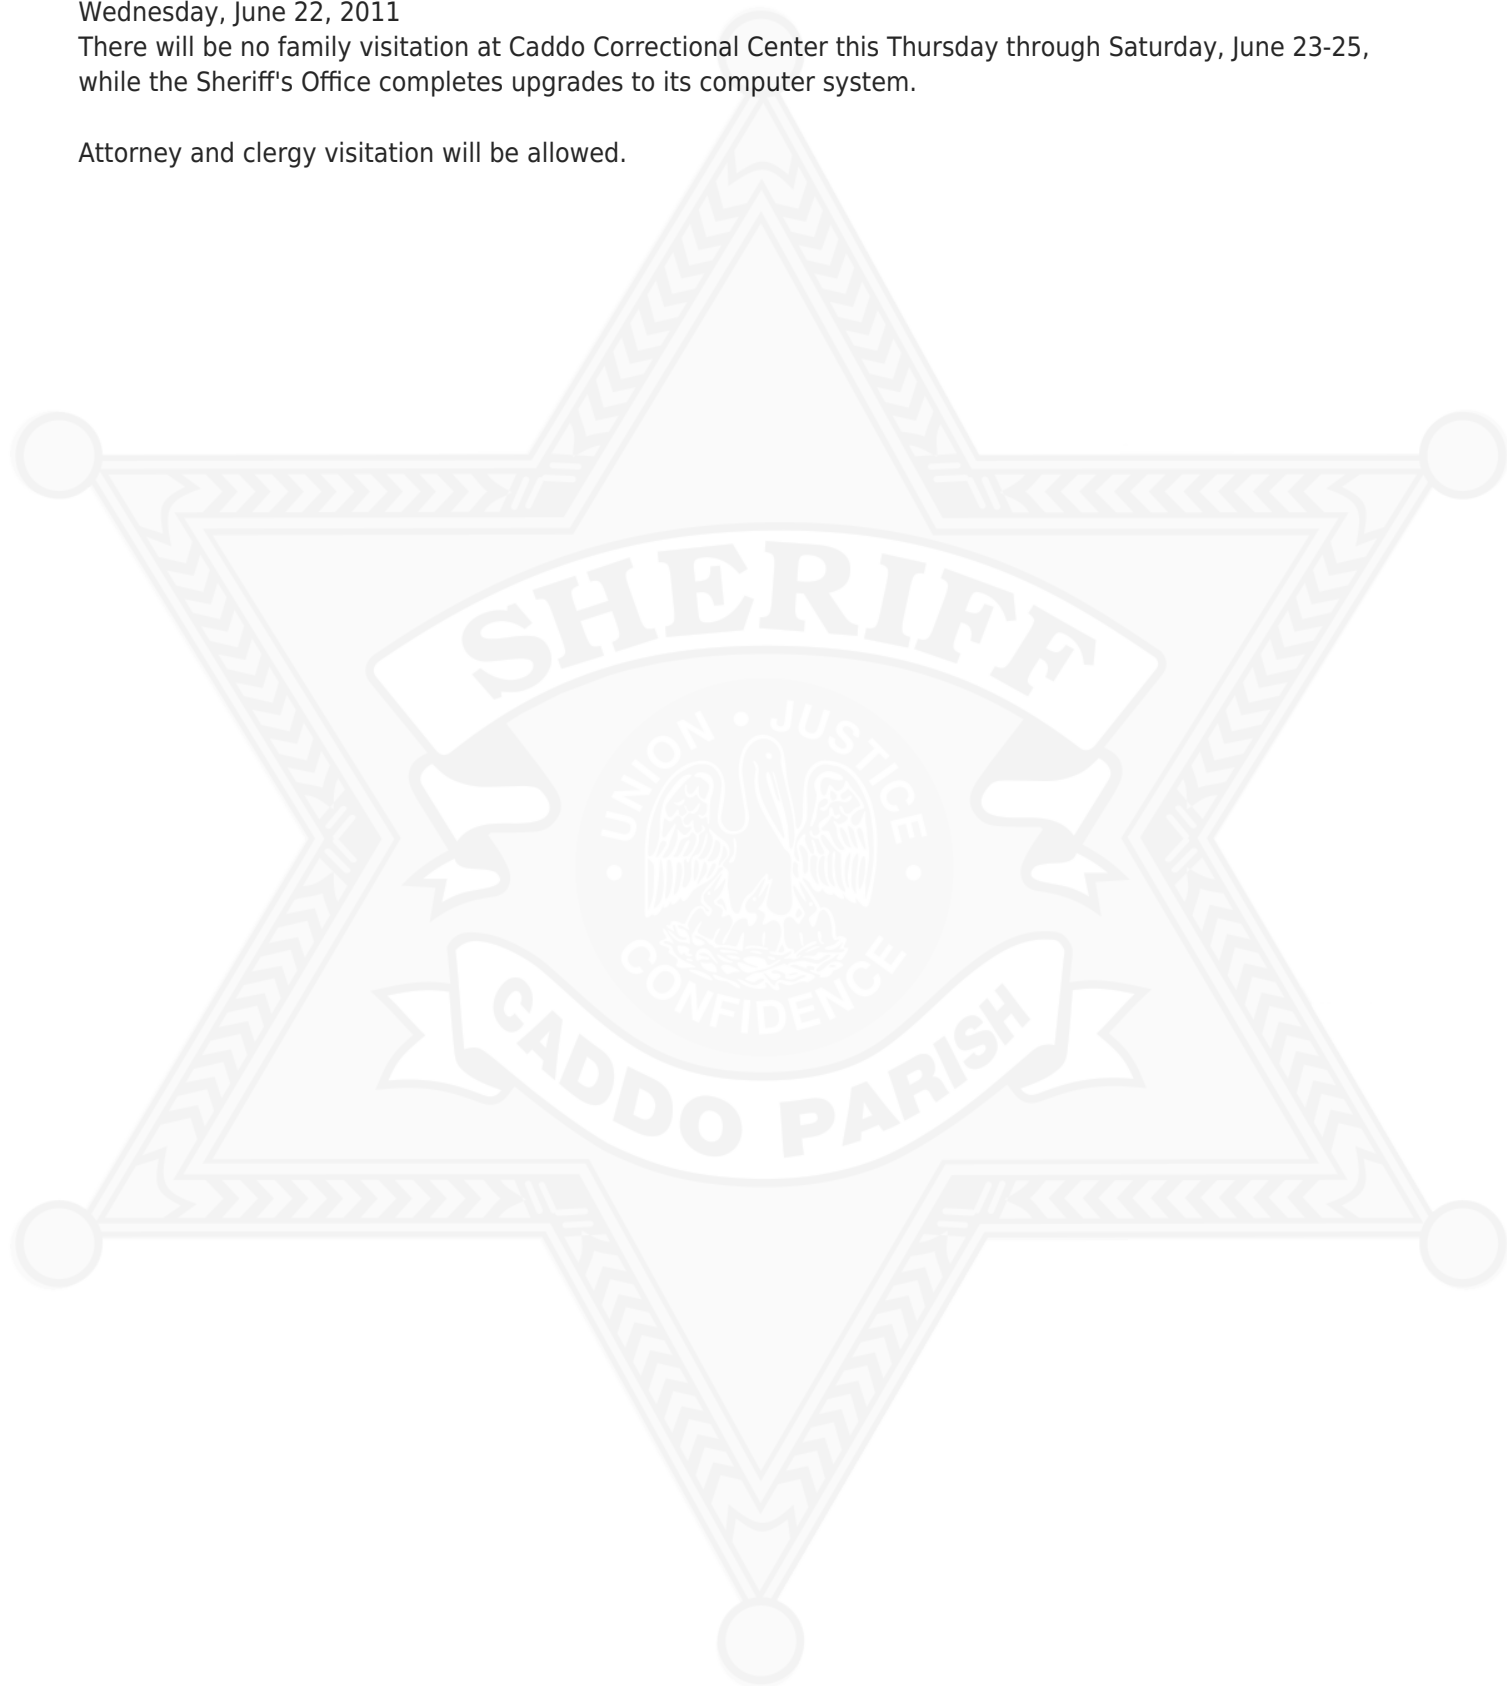 Wednesday, June 22, 2011
There will be no family visitation at Caddo Correctional Center this Thursday through Saturday, June 23-25,
while the Sheriff's Office completes upgrades to its computer system.
Attorney and clergy visitation will be allowed.
SHERIFF
UNION • JUSTICE
• CONFIDENCE •
CADDO PARISH